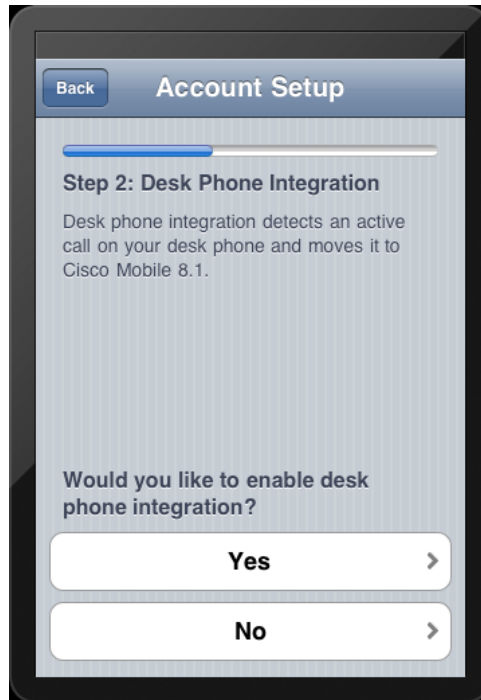 Back
Account Setup
Step 2: Desk Phone Integration
Desk phone integration detects an active
call on your desk phone and moves it to
Cisco Mobile 8.1.
Would you like to enable desk
phone integration?
Yes
No